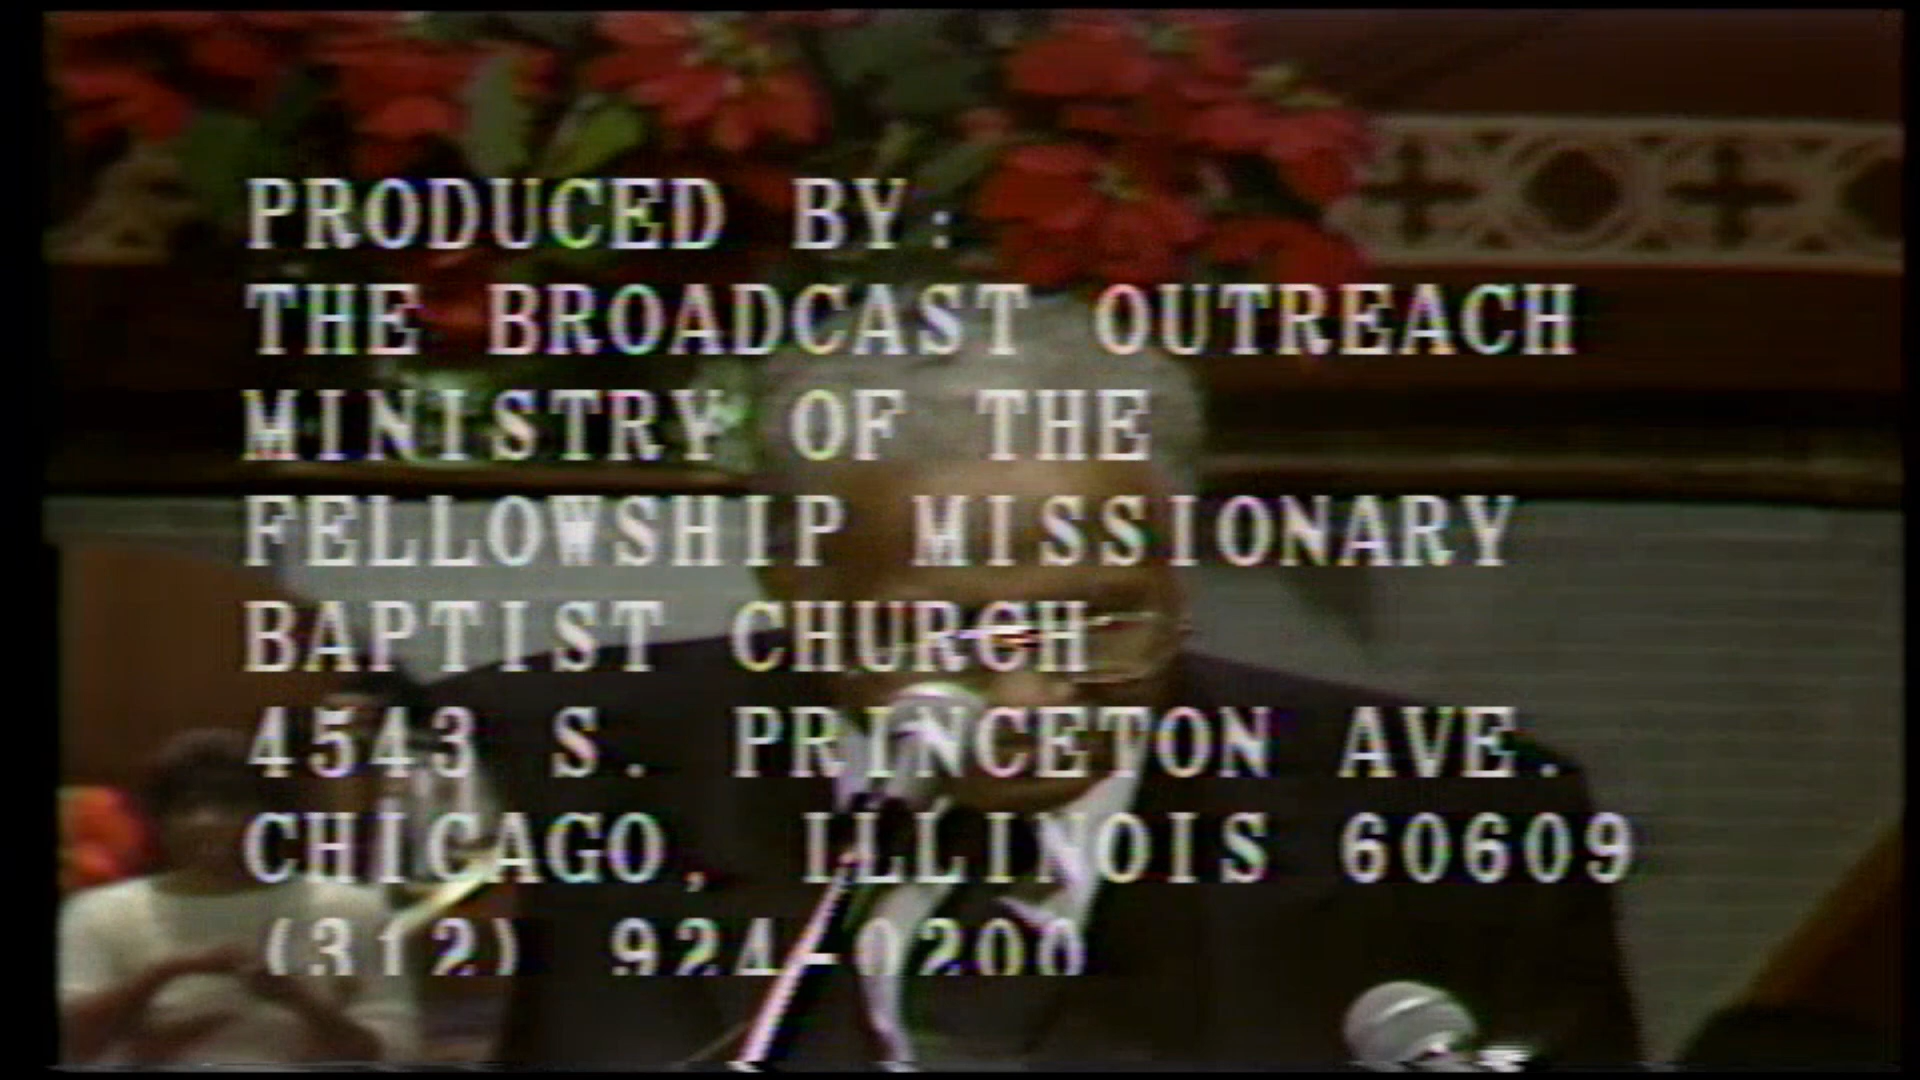 PRODUCED BY:
THE BROADCAST OUTREACH
MINISTRY OF THE
FELLOWSHIP MISSIONARY
BAPTIST CHURCH
4543 S. PRINCETON AVE.
CHICAGO, ILLINOIS 60609
(312) 924-0200